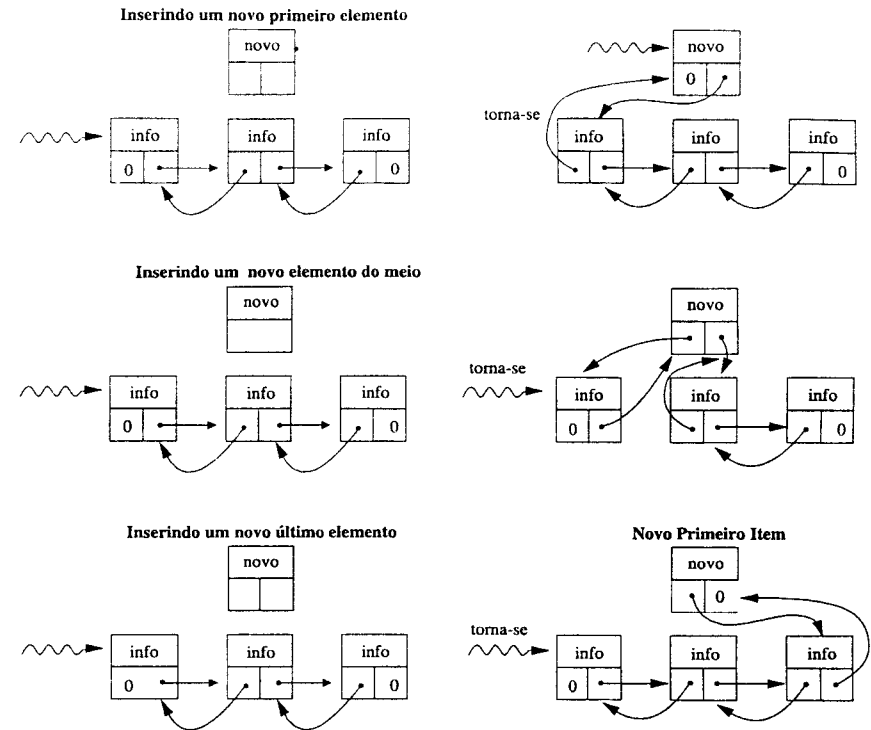 Inserindo um novo primeiro elemento
novo
info
info
info
0
0
novo
0
torna-se
info
info
info
0
Inserindo um novo elemento do meio
novo
info
info
info
0
0
novo
torna-se
info
info
info
0
0
Inserindo um novo último elemento
novo
info
info
info
0
0
Novo Primeiro Item
novo
0
torna-se
info
info
info
0